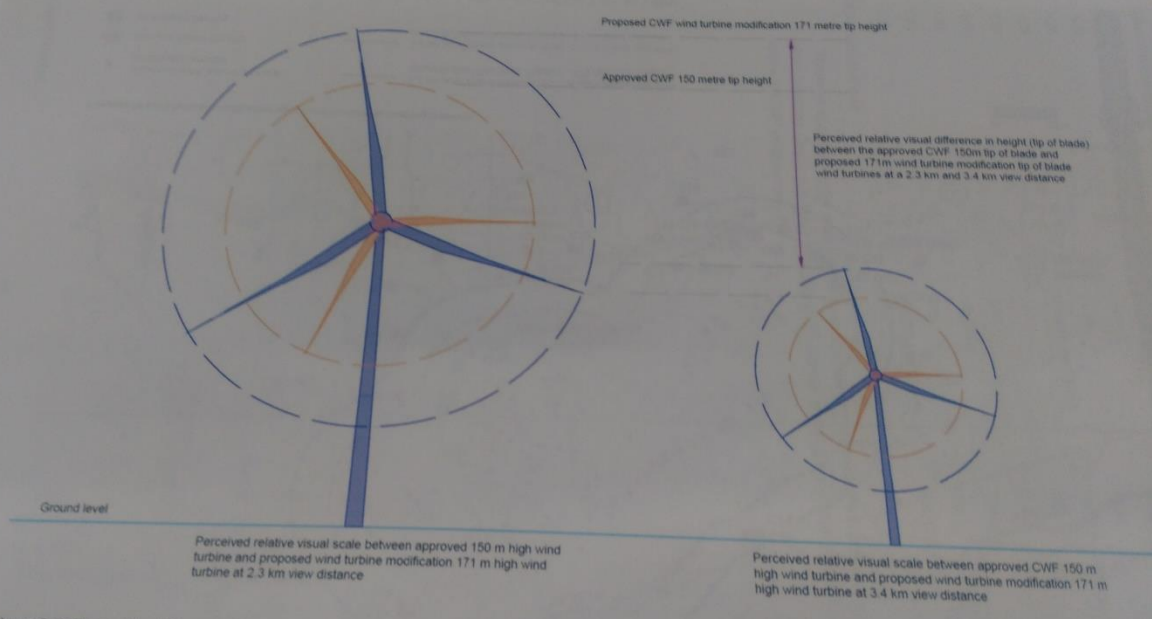 Proposed CWF wind turbine modification 171 metre tip height
Approved CWF 150 metre tip height
Perceived relative visual difference in height (tip of blade)
between the approved CWF 150m tip of blade and
proposed 171m wind turbine modification tip of blade
wind turbines at a 2.3 km and 3.4 km view distance
Ground level
Perceived relative visual scale between approved 150 m high wind
turbine and proposed wind turbine modification 171 m high wind
turbine at 2.3 km view distance
Perceived relative visual scale between approved CWF 150 m
high wind turbine and proposed wind turbine modification 171 m
high wind turbine at 3.4 km view distance